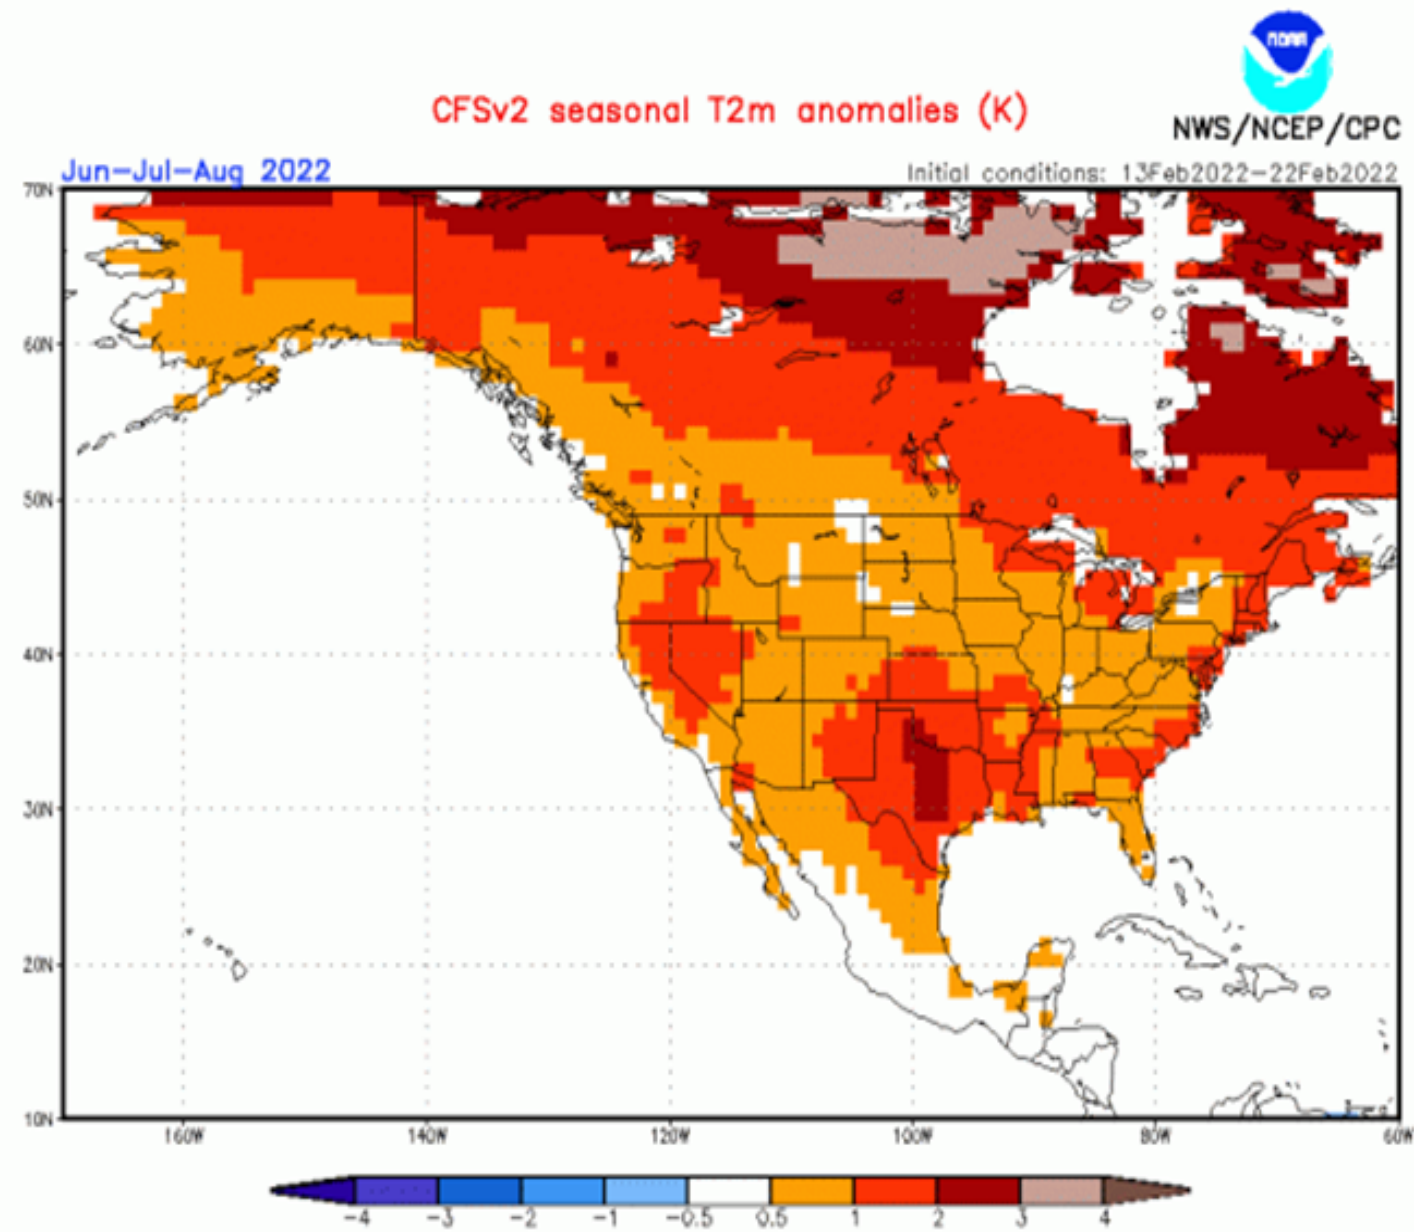 NOAA
CFSv2 seasonal T2m anomalies (K)
NWS/NCEP/CPC
Jun-Jul-Aug 2022
Initial conditions: 13Feb2022-22Feb2022
70N
60N
50N
40N
30N
20N
10N
160W 140W 120W 100W 80W 60W
-4 -3 -2 -1 -0.5 0.5 1 2 3 4